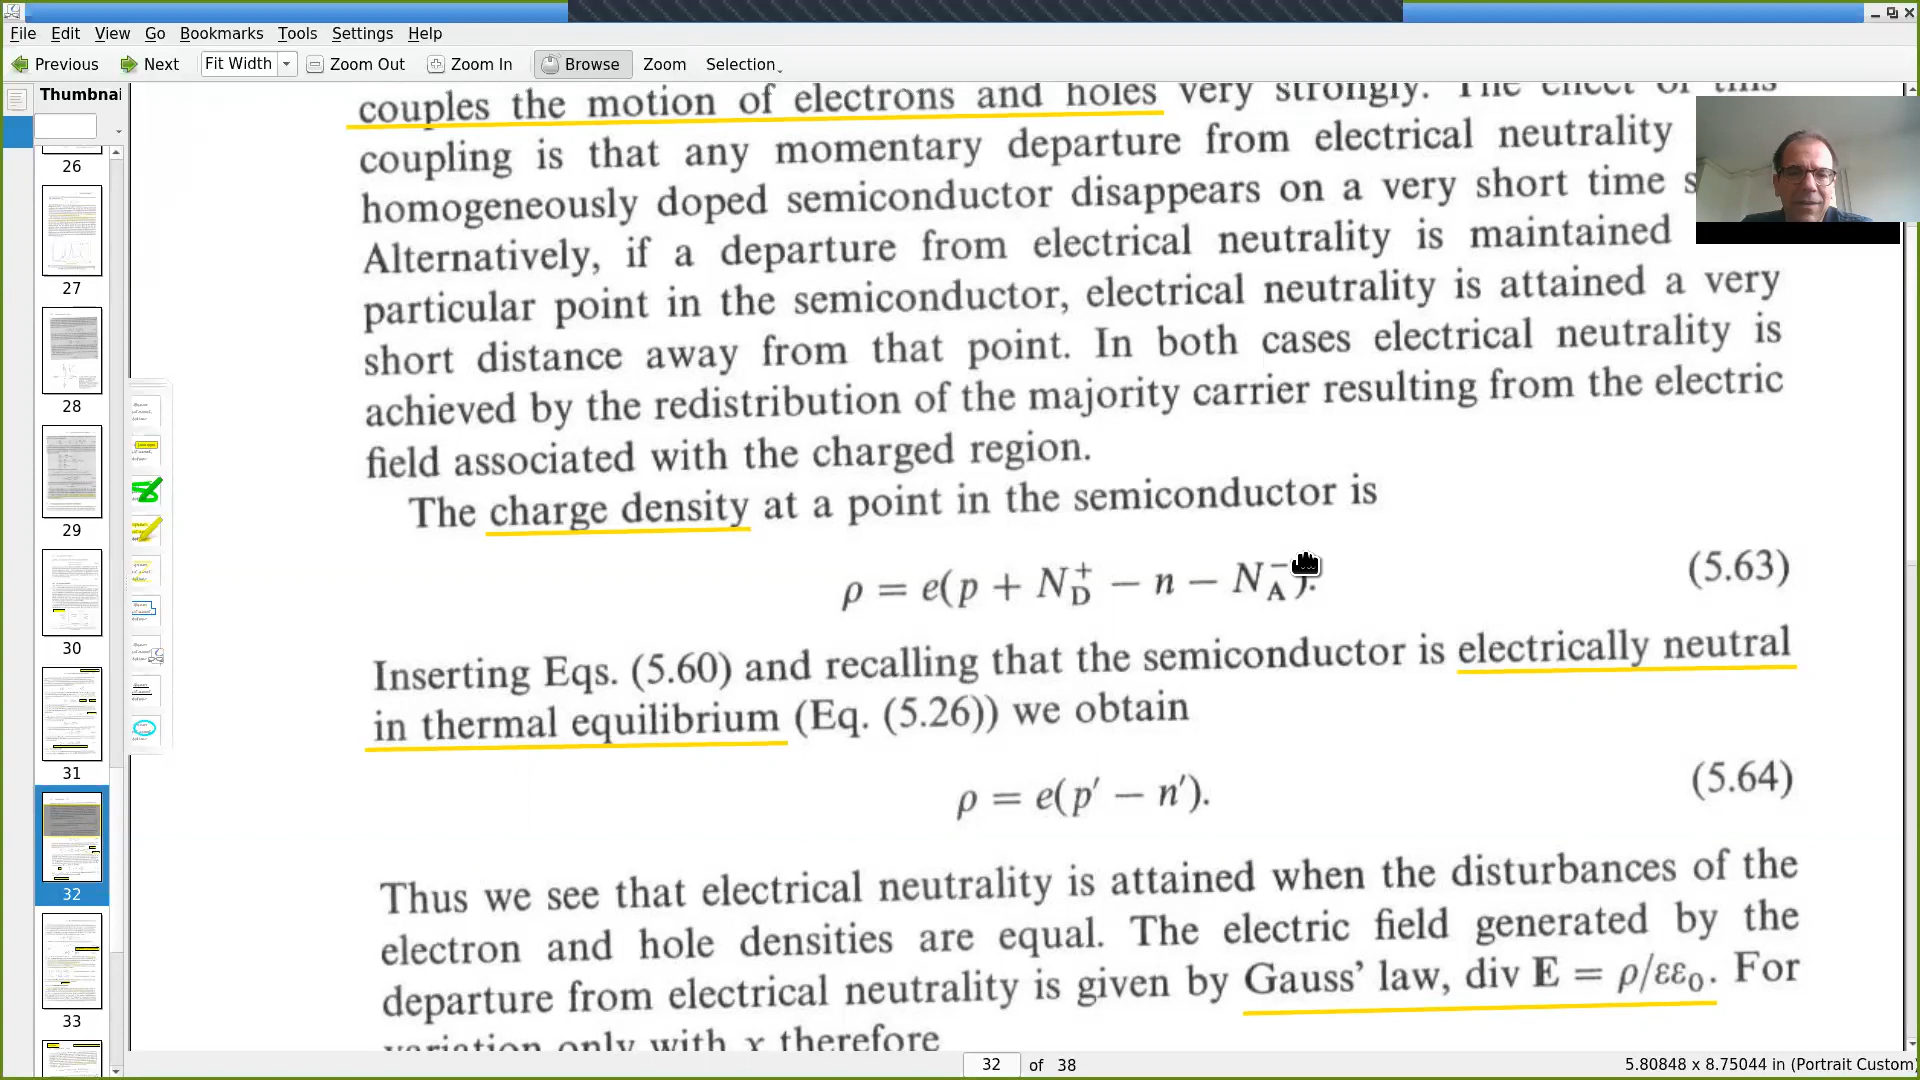 File Edit View Go Bookmarks Tools Settings Help
Previous Next Fit Width Zoom Out Zoom In Browse Zoom Selection
Thumbnai
26
27
28
29
30
31
32
33
couples the motion of electrons and holes very strongly. The effect of this
coupling is that any momentary departure from electrical neutrality
homogeneously doped semiconductor disappears on a very short time s
Alternatively, if a departure from electrical neutrality is maintained
particular point in the semiconductor, electrical neutrality is attained a very
short distance away from that point. In both cases electrical neutrality is
achieved by the redistribution of the majority carrier resulting from the electric
field associated with the charged region.
The charge density at a point in the semiconductor is
ρ = e(p + N_D^+ − n − N_A^−). (5.63)
Inserting Eqs. (5.60) and recalling that the semiconductor is electrically neutral
in thermal equilibrium (Eq. (5.26)) we obtain
ρ = e(p′ − n′). (5.64)
Thus we see that electrical neutrality is attained when the disturbances of the
electron and hole densities are equal. The electric field generated by the
departure from electrical neutrality is given by Gauss’ law, div E = ρ/εε₀. For
variation only with x therefore
32 of 38
5.80848 x 8.75044 in (Portrait Custom)